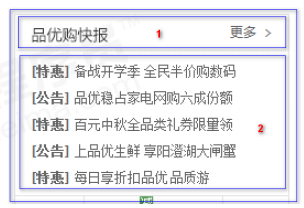 品优购快报 1 更多 >
[特惠] 备战开学季 全民半价购数码
[公告] 品优稳占家电网购六成份额
[特惠] 百元中秋全品类礼券限量领
2
[公告] 上品优生鲜 享阳澄湖大闸蟹
[特惠] 每日享折扣品优品质游